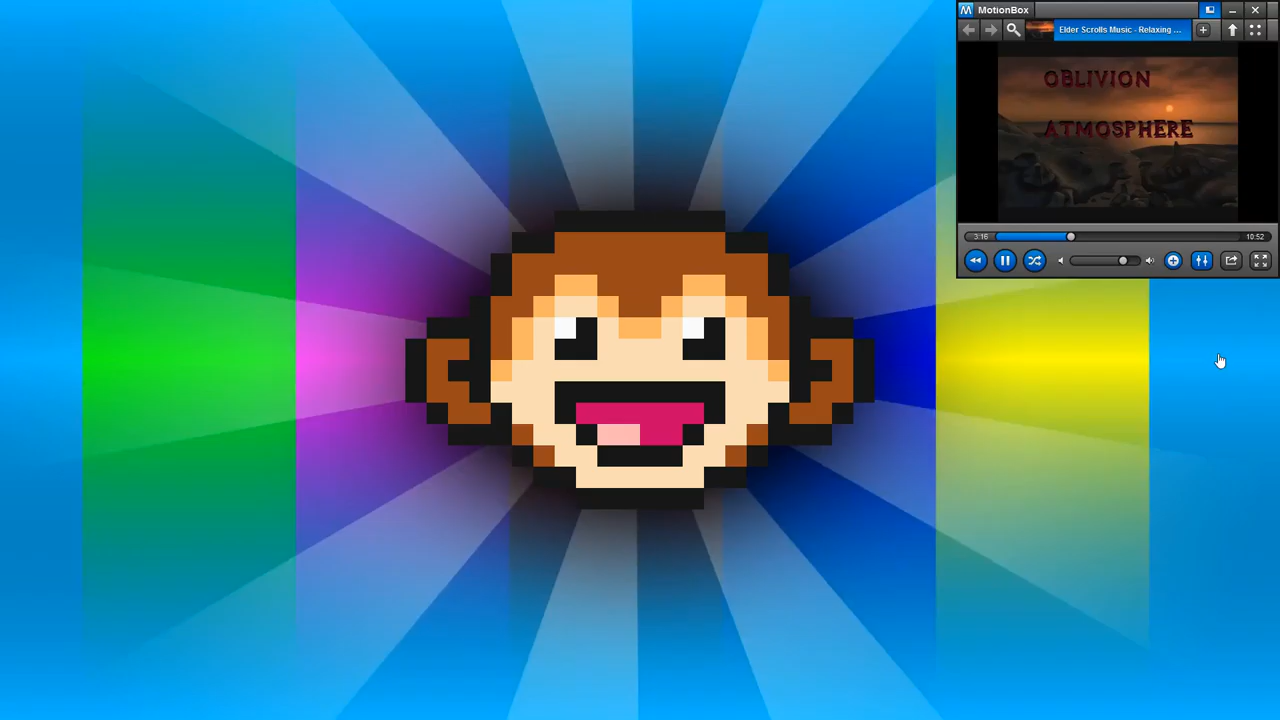 MotionBox
Elder Scrolls Music - Relaxing ...
OBLIVION
ATMOSPHERE
3:16
10:52